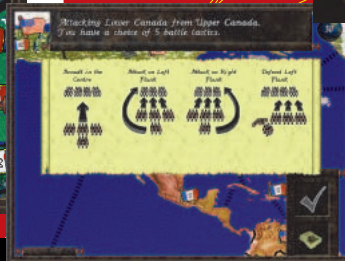 Attacking Lower Canada from Upper Canada.
You have a choice of 5 battle tactics.
Assault in the Centre
Attack on Left Flank
Attack on Right Flank
Defend Left Flank